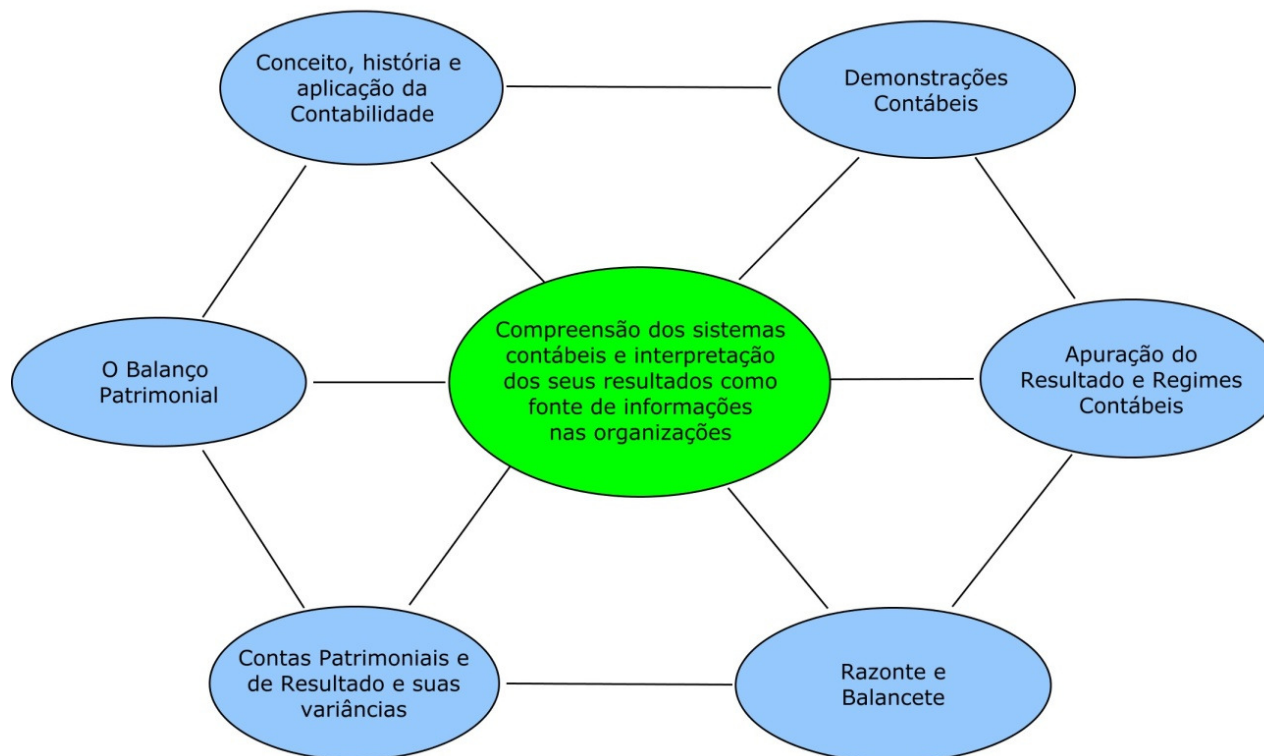 Conceito, história e
aplicação da
Contabilidade
Demonstrações
Contábeis
Compreensão dos sistemas
contábeis e interpretação
dos seus resultados como
fonte de informações
nas organizações
O Balanço
Patrimonial
Apuração do
Resultado e Regimes
Contábeis
Contas Patrimoniais e
de Resultado e suas
variâncias
Razonte e
Balancete